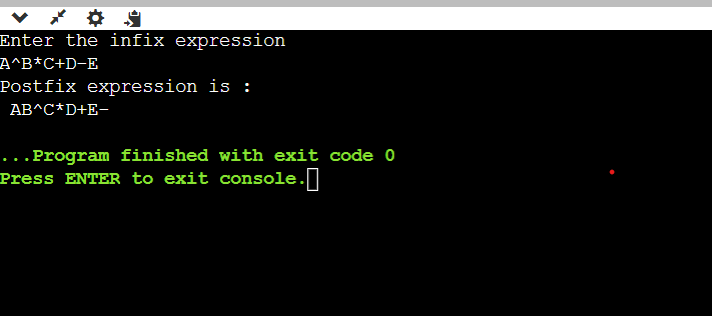 Enter the infix expression
A^B*C+D-E
Postfix expression is :
AB^C*D+E-
...Program finished with exit code 0
Press ENTER to exit console.